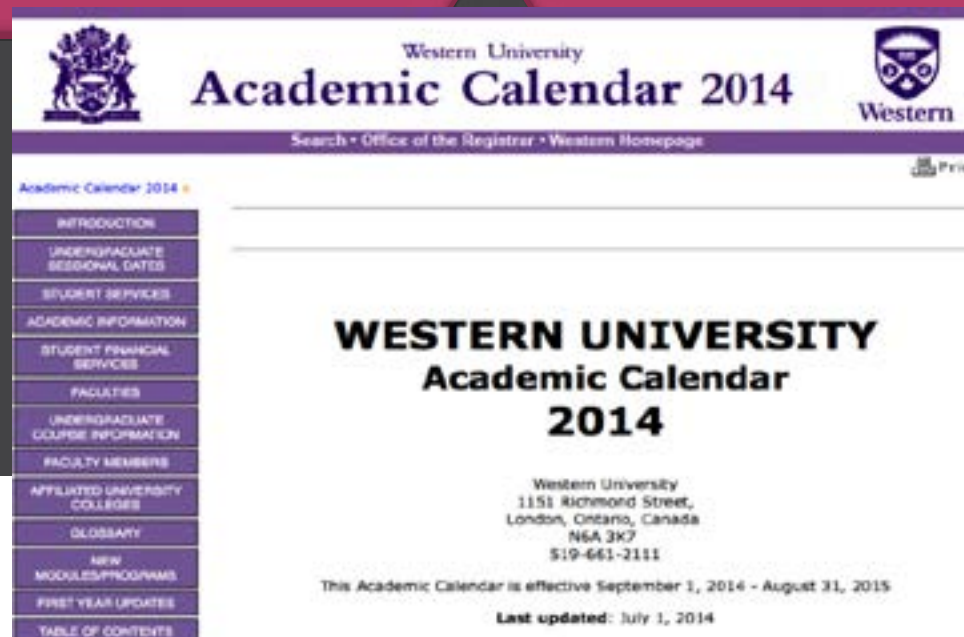 Western University
Academic Calendar 2014
Western
Search • Office of the Registrar • Western Homepage
Academic Calendar 2014
INTRODUCTION
UNDERGRADUATE
SESSIONAL DATES
STUDENT SERVICES
ACADEMIC INFORMATION
STUDENT FINANCIAL
SERVICES
FACULTIES
UNDERGRADUATE
COURSE INFORMATION
FACULTY MEMBERS
AFFILIATED UNIVERSITY
COLLEGES
GLOSSARY
NEW
MODULES/PROGRAMS
FIRST YEAR UPDATES
TABLE OF CONTENTS
WESTERN UNIVERSITY
Academic Calendar
2014
Western University
1151 Richmond Street,
London, Ontario, Canada
N6A 3K7
519-661-2111
This Academic Calendar is effective September 1, 2014 - August 31, 2015
Last updated: July 1, 2014